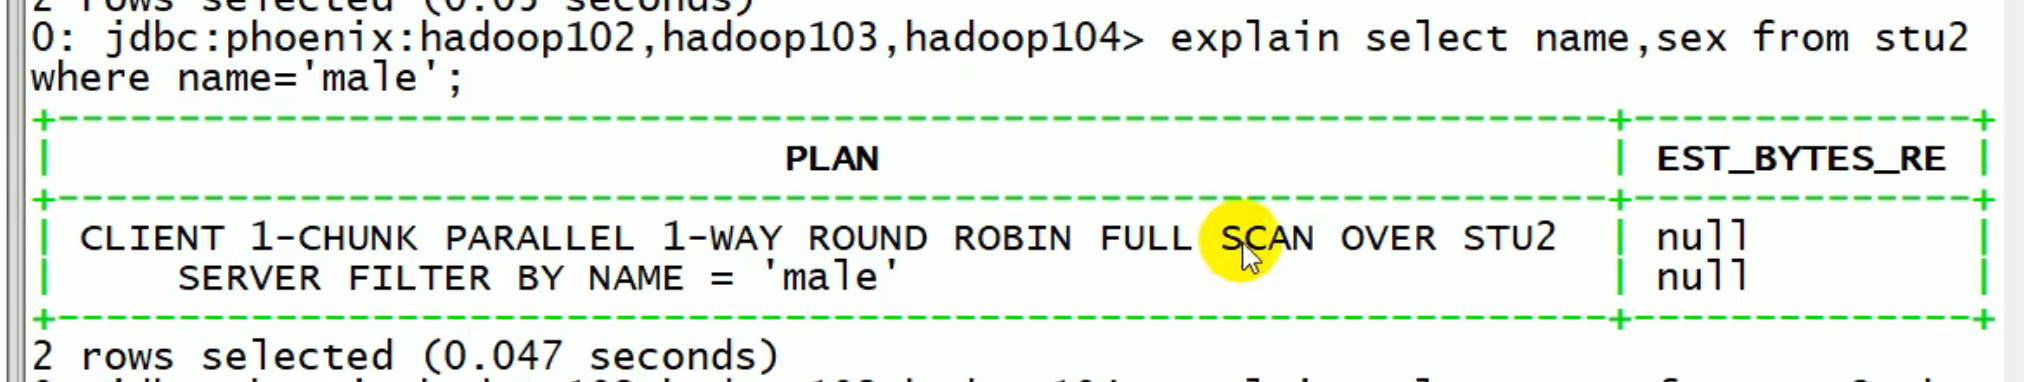 2 rows selected (0.05 seconds)
0: jdbc:phoenix:hadoop102,hadoop103,hadoop104> explain select name,sex from stu2
where name='male';
PLAN EST_BYTES_RE
CLIENT 1-CHUNK PARALLEL 1-WAY ROUND ROBIN FULL SCAN OVER STU2 null
SERVER FILTER BY NAME = 'male' null
2 rows selected (0.047 seconds)